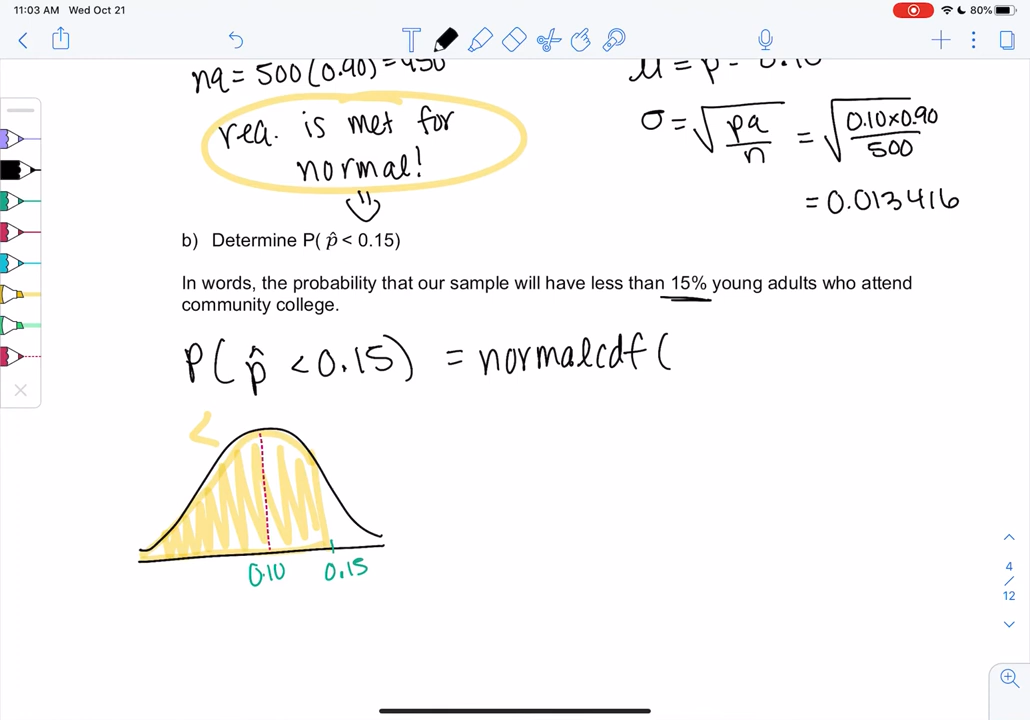 11:03 AM Wed Oct 21
80%
nq = 500(0.90) = 450
req. is met for
normal!
μ = p = 0.10
σ = √pq/n = √0.10x0.90/500
= 0.013416
b) Determine P( p̂ < 0.15)
In words, the probability that our sample will have less than 15% young adults who attend
community college.
P( p̂ < 0.15) = normalcdf (
<
0.10 0.15
4
/
12